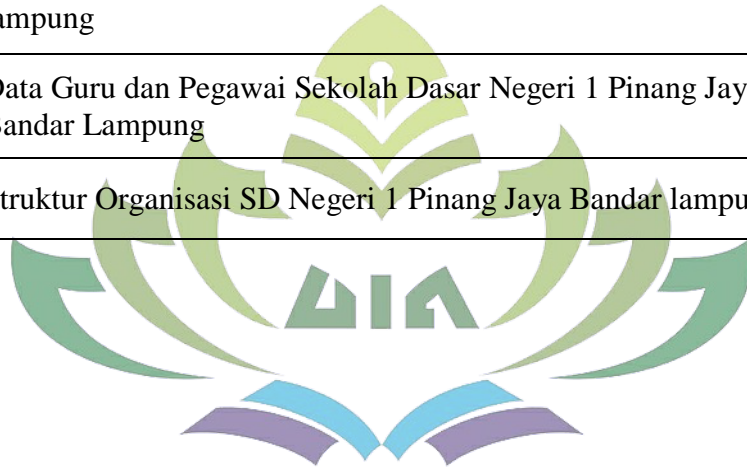 ampung
Data Guru dan Pegawai Sekolah Dasar Negeri 1 Pinang Jay
Bandar Lampung
truktur Organisasi SD Negeri 1 Pinang Jaya Bandar lampu
UIN